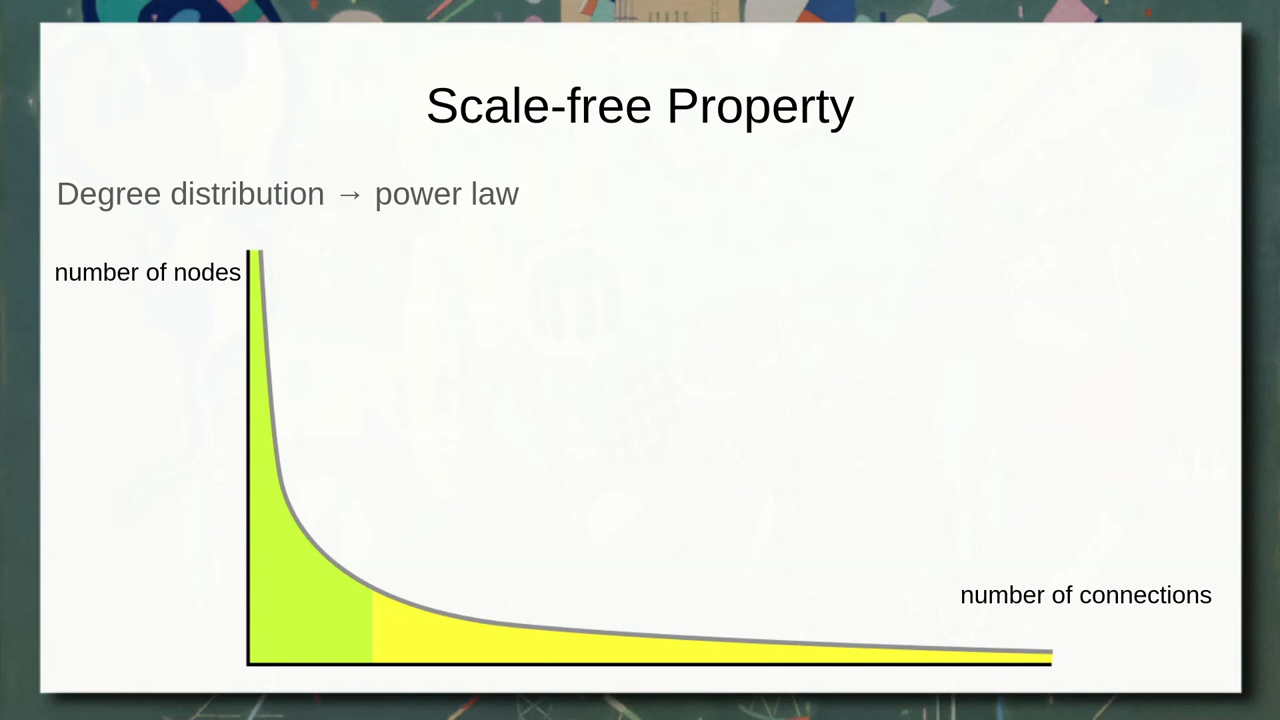 Scale-free Property
Degree distribution → power law
number of nodes
number of connections